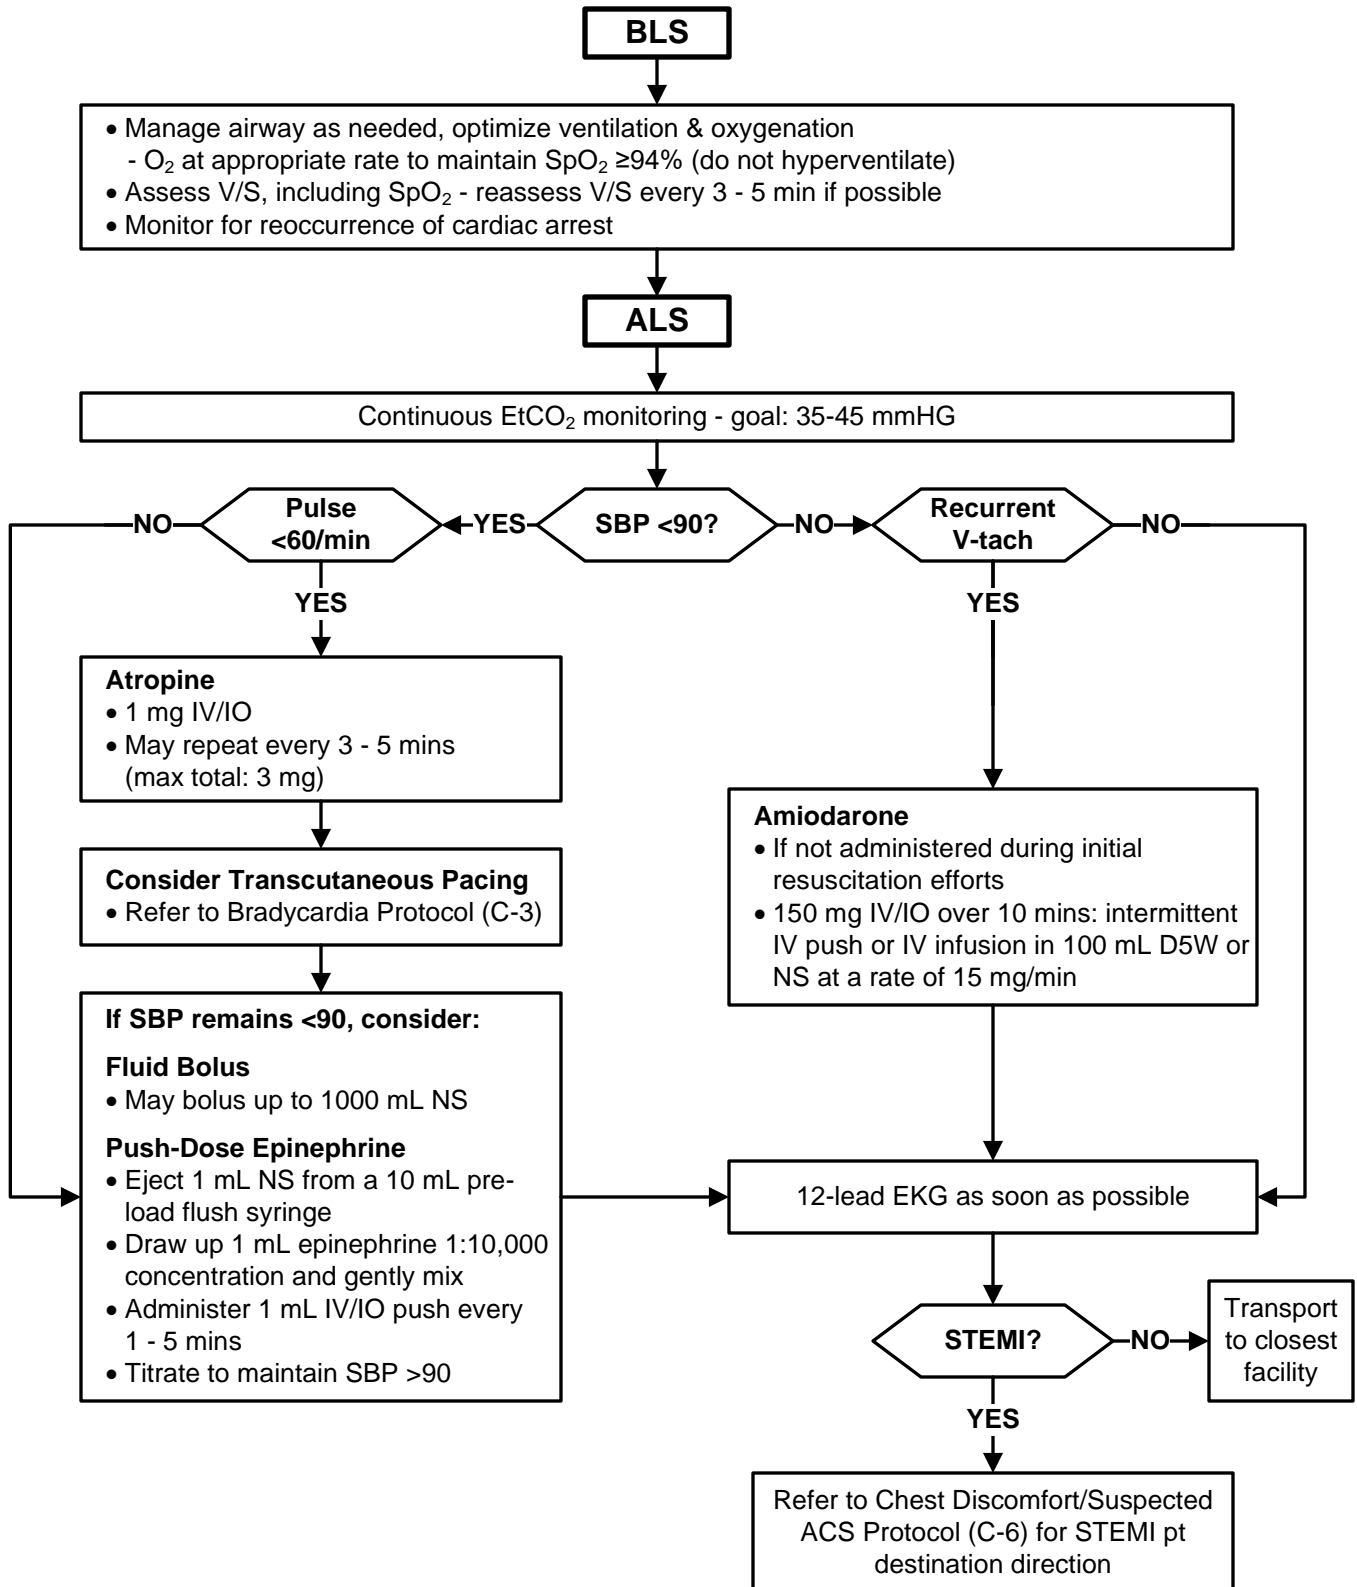 BLS
• Manage airway as needed, optimize ventilation & oxygenation
- O₂ at appropriate rate to maintain SpO₂ ≥94% (do not hyperventilate)
• Assess V/S, including SpO₂ - reassess V/S every 3 - 5 min if possible
• Monitor for reoccurrence of cardiac arrest
ALS
Continuous EtCO₂ monitoring - goal: 35-45 mmHG
NO
Pulse
<60/min
YES
SBP <90?
NO
Recurrent
V-tach
NO
YES
YES
Atropine
• 1 mg IV/IO
• May repeat every 3 - 5 mins
(max total: 3 mg)
Consider Transcutaneous Pacing
• Refer to Bradycardia Protocol (C-3)
If SBP remains <90, consider:
Fluid Bolus
• May bolus up to 1000 mL NS
Push-Dose Epinephrine
• Eject 1 mL NS from a 10 mL pre-
load flush syringe
• Draw up 1 mL epinephrine 1:10,000
concentration and gently mix
• Administer 1 mL IV/IO push every
1 - 5 mins
• Titrate to maintain SBP >90
Amiodarone
• If not administered during initial
resuscitation efforts
• 150 mg IV/IO over 10 mins: intermittent
IV push or IV infusion in 100 mL D5W or
NS at a rate of 15 mg/min
12-lead EKG as soon as possible
STEMI?
NO
Transport
to closest
facility
YES
Refer to Chest Discomfort/Suspected
ACS Protocol (C-6) for STEMI pt
destination direction